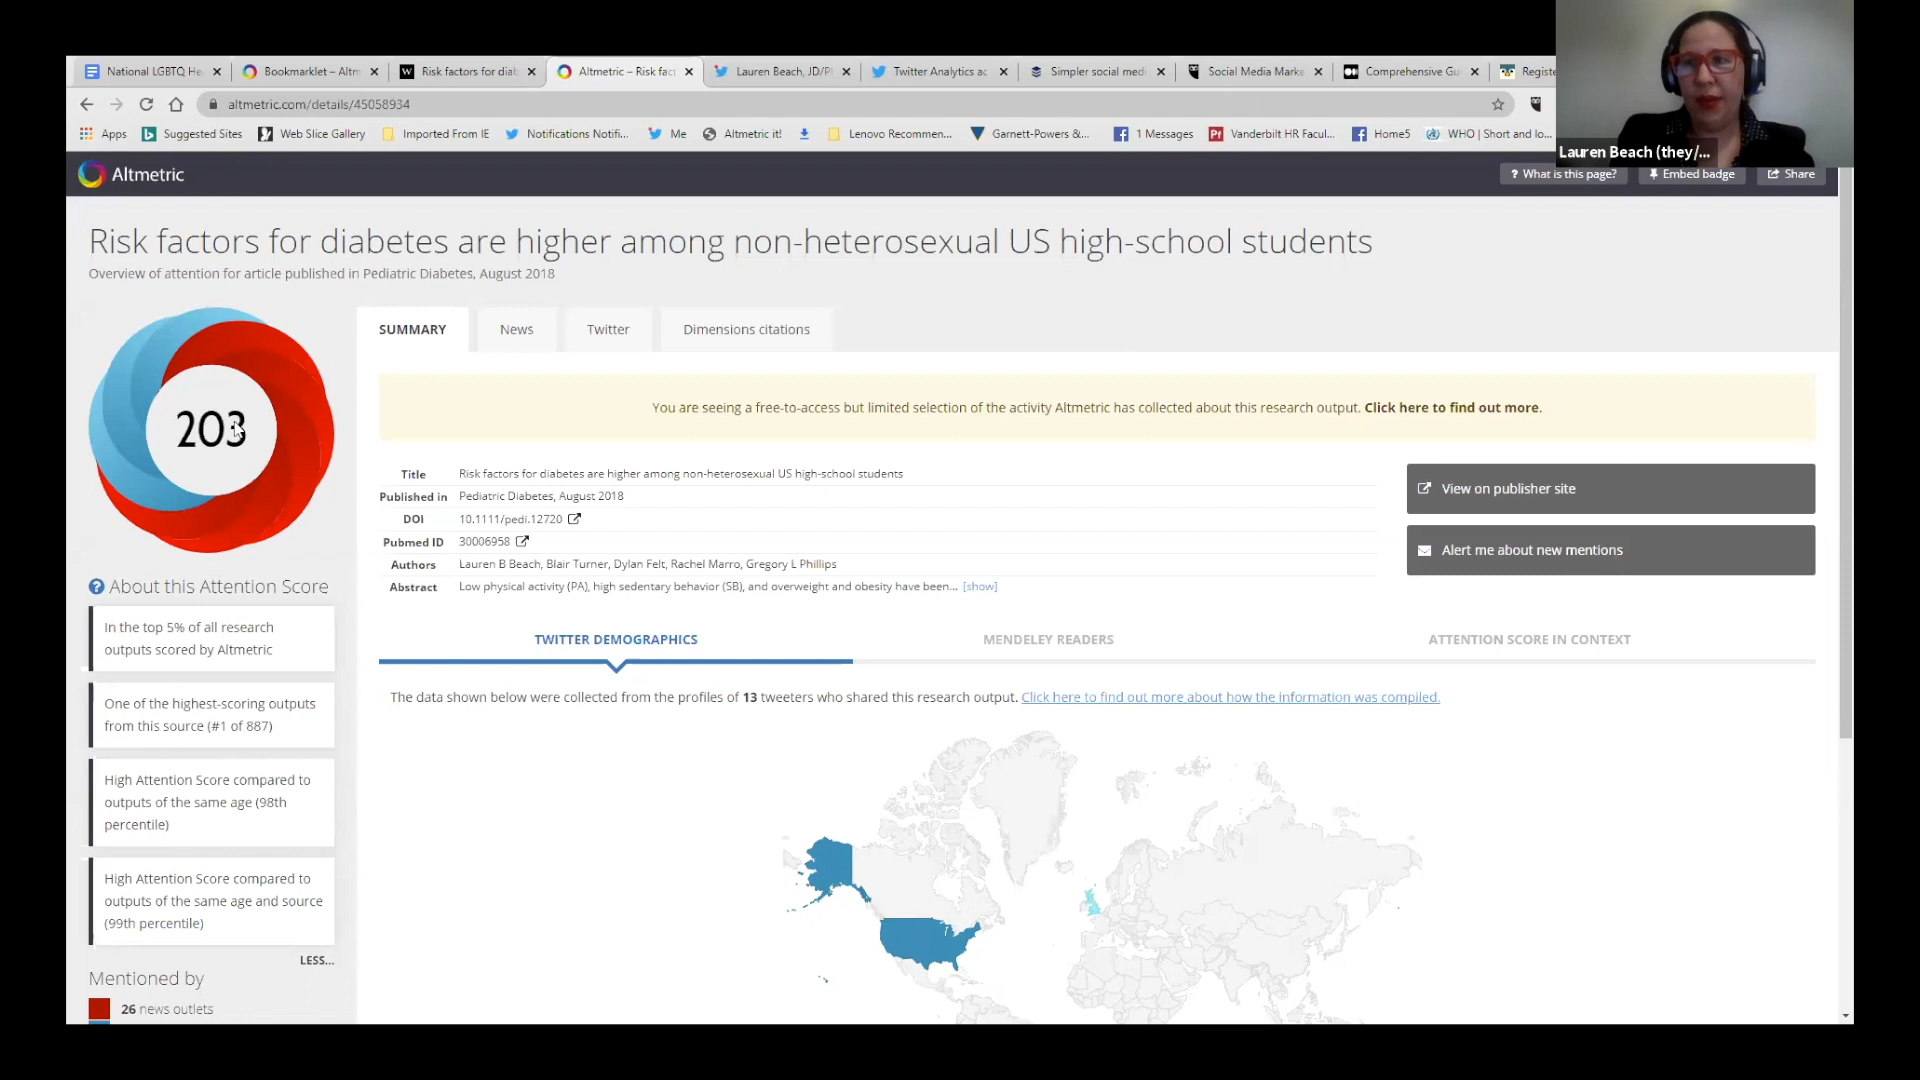 National LGBTQ He
Bookmarklet – Altm
Risk factors for diab
Altmetric – Risk fact
Lauren Beach, JD/P
Twitter Analytics ac
Simpler social med
Social Media Marke
Comprehensive Gu
Registe
altmetric.com/details/45058934
Apps
Suggested Sites
Web Slice Gallery
Imported From IE
Notifications Notifi...
Me
Altmetric it!
Lenovo Recommen...
Garnett-Powers &...
1 Messages
Vanderbilt HR Facul...
Home5
WHO | Short and lo...
Lauren Beach (they/...
Altmetric
? What is this page?
Embed badge
Share
Risk factors for diabetes are higher among non-heterosexual US high-school students
Overview of attention for article published in Pediatric Diabetes, August 2018
203
SUMMARY
News
Twitter
Dimensions citations
You are seeing a free-to-access but limited selection of the activity Altmetric has collected about this research output. Click here to find out more.
Title Risk factors for diabetes are higher among non-heterosexual US high-school students
Published in Pediatric Diabetes, August 2018
DOI 10.1111/pedi.12720
Pubmed ID 30006958
Authors Lauren B Beach, Blair Turner, Dylan Felt, Rachel Marro, Gregory L Phillips
Abstract Low physical activity (PA), high sedentary behavior (SB), and overweight and obesity have been... [show]
View on publisher site
Alert me about new mentions
? About this Attention Score
In the top 5% of all research
outputs scored by Altmetric
One of the highest-scoring outputs
from this source (#1 of 887)
High Attention Score compared to
outputs of the same age (98th
percentile)
High Attention Score compared to
outputs of the same age and source
(99th percentile)
LESS...
Mentioned by
26 news outlets
TWITTER DEMOGRAPHICS
MENDELEY READERS
ATTENTION SCORE IN CONTEXT
The data shown below were collected from the profiles of 13 tweeters who shared this research output. Click here to find out more about how the information was compiled.